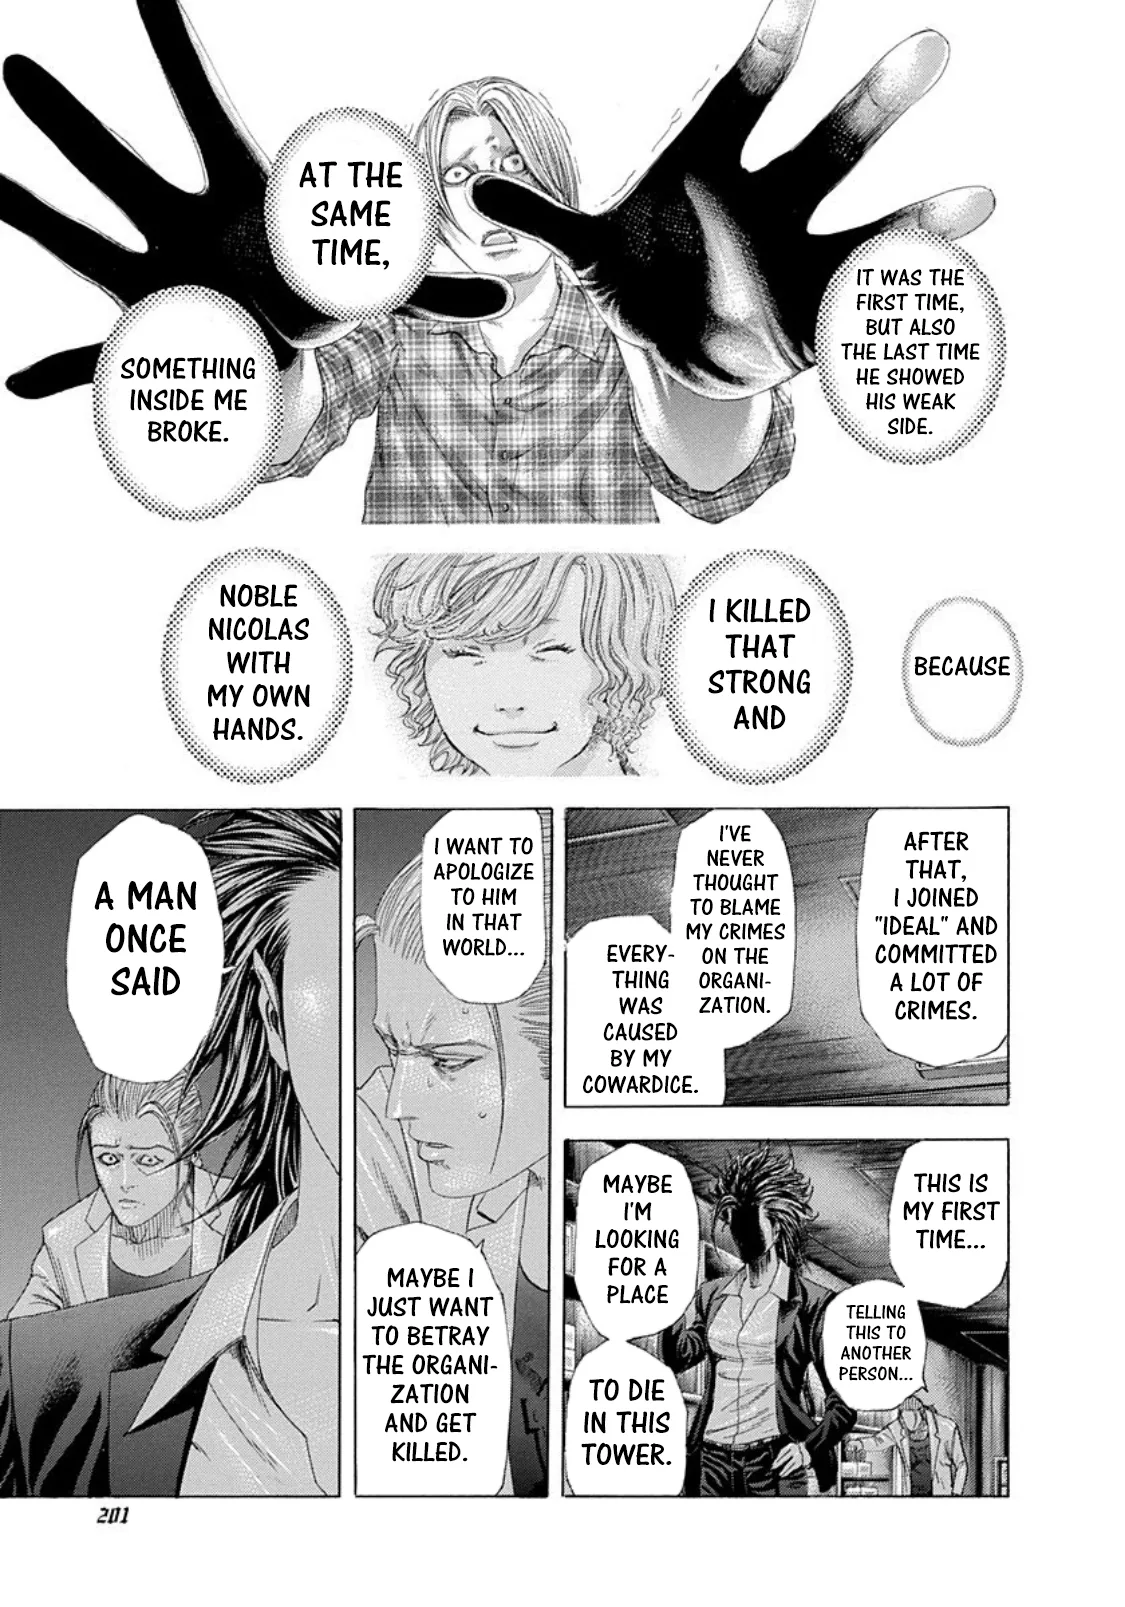 IT WAS THE
FIRST TIME,
BUT ALSO
THE LAST TIME
HE SHOWED
HIS WEAK
SIDE.
AT THE
SAME
TIME,
SOMETHING
INSIDE ME
BROKE.
BECAUSE
I KILLED
THAT
STRONG
AND
NOBLE
NICOLAS
WITH
MY OWN
HANDS.
AFTER
THAT,
I JOINED
"IDEAL" AND
COMMITTED
A LOT OF
CRIMES.
I'VE
NEVER
THOUGHT
TO BLAME
MY CRIMES
ON THE
ORGANI-
ZATION.
EVERY-
THING
WAS
CAUSED
BY MY
COWARDICE.
THIS IS
MY FIRST
TIME...
TELLING
THIS TO
ANOTHER
PERSON...
MAYBE
I'M
LOOKING
FOR A
PLACE
TO DIE
IN THIS
TOWER.
I WANT TO
APOLOGIZE
TO HIM
IN THAT
WORLD...
MAYBE I
JUST WANT
TO BETRAY
THE ORGANI-
ZATION
AND GET
KILLED.
A MAN
ONCE
SAID
201